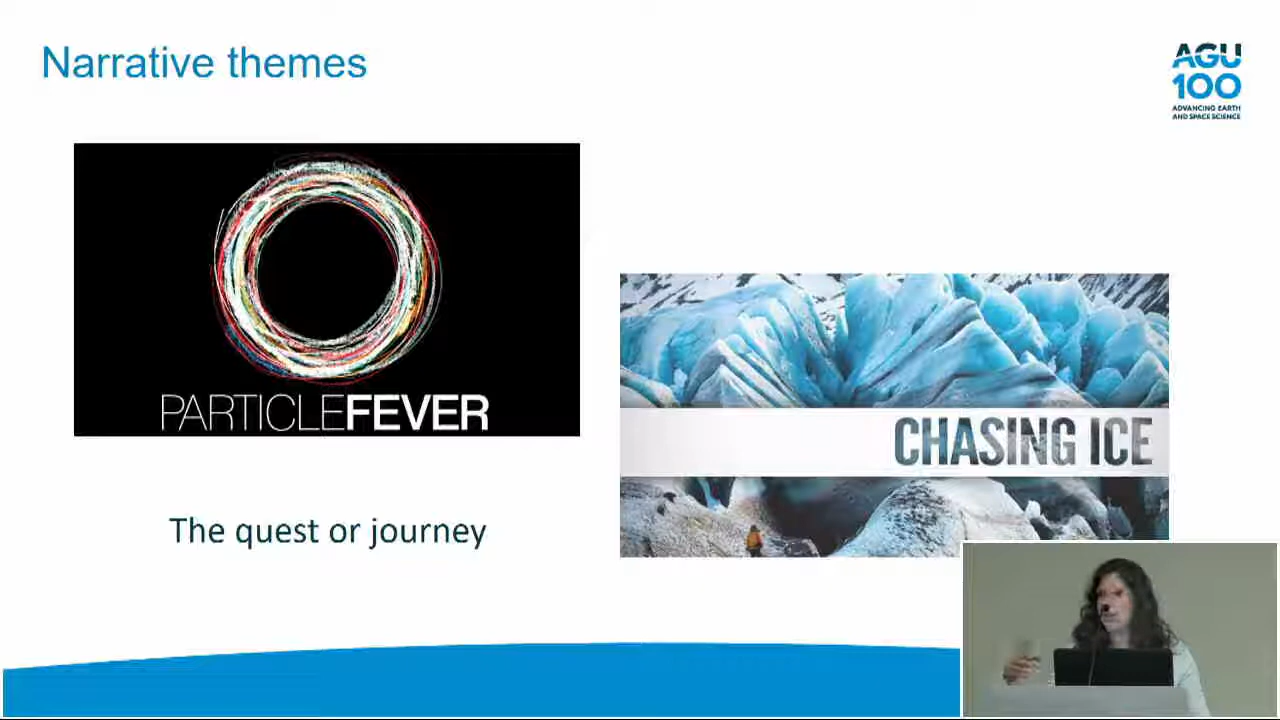 Narrative themes
AGU
100
ADVANCING EARTH
AND SPACE SCIENCE
PARTICLEFEVER
CHASING ICE
The quest or journey